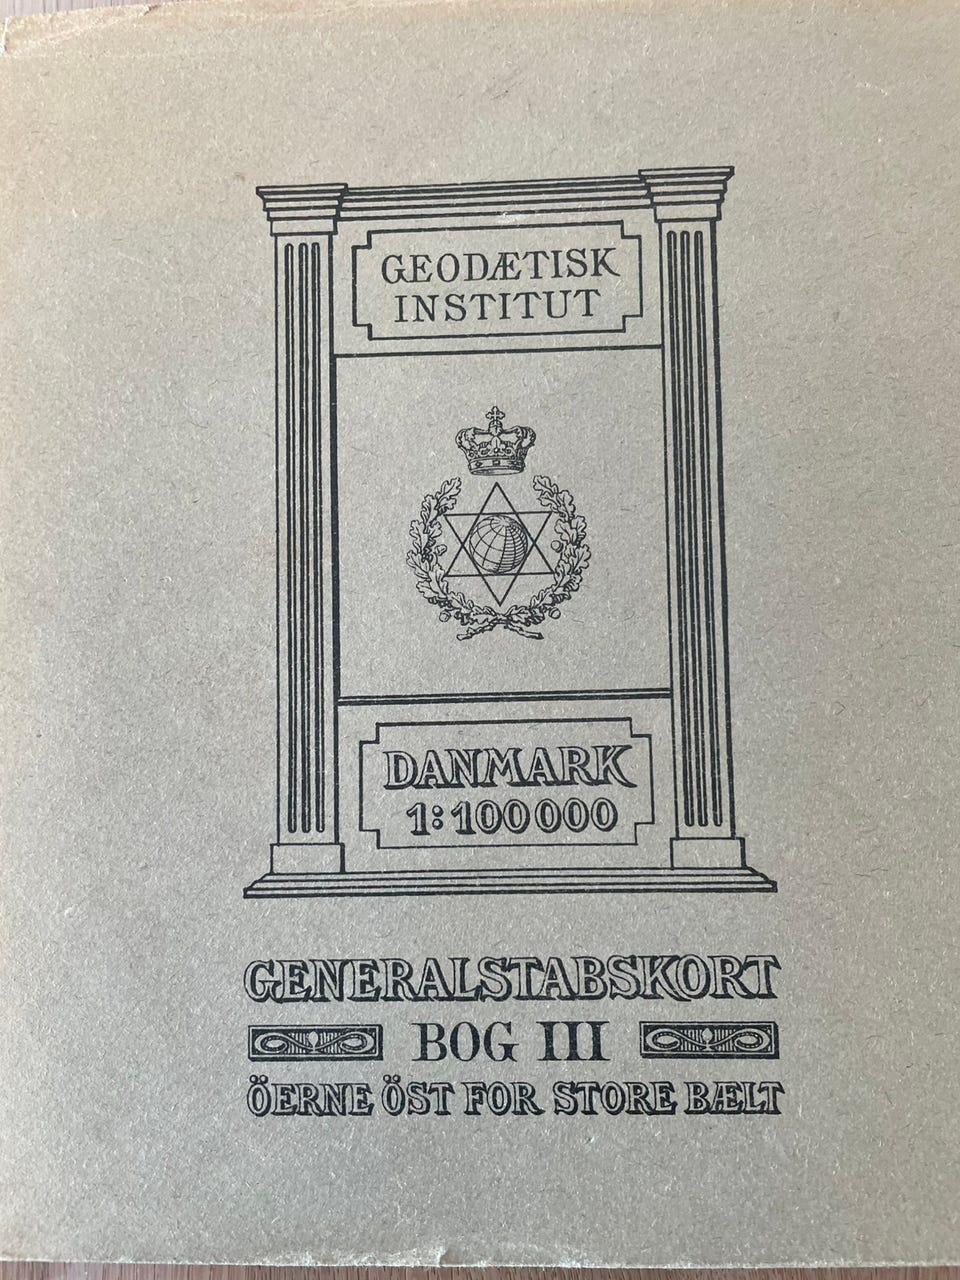 GEODÆTISK
INSTITUT
DANMARK
1:100000
GENERALSTABSKORT
BOG III
ÖERNE ÖST FOR STORE BÆLT